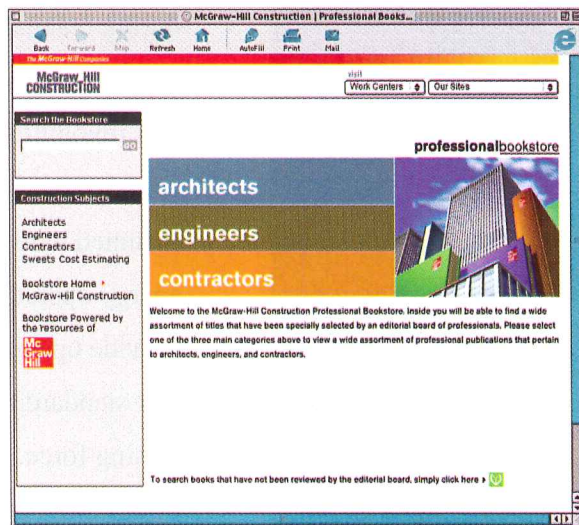 McGraw-Hill Construction | Professional Books...
Back
Forward
Stop
Refresh
Home
AutoFill
Print
Mail
The McGraw-Hill Companies
McGraw_Hill
CONSTRUCTION
visit
Work Centers
Our Sites
Search the Bookstore
GO
professionalbookstore
Construction Subjects
Architects
Engineers
Contractors
Sweets Cost Estimating
Bookstore Home
McGraw-Hill Construction
Bookstore Powered by
the resources of
Mc
Graw
Hill
architects
engineers
contractors
Welcome to the McGraw-Hill Construction Professional Bookstore. Inside you will be able to find a wide
assortment of titles that have been specially selected by an editorial board of professionals. Please select
one of the three main categories above to view a wide assortment of professional publications that pertain
to architects, engineers, and contractors.
To search books that have not been reviewed by the editorial board, simply click here